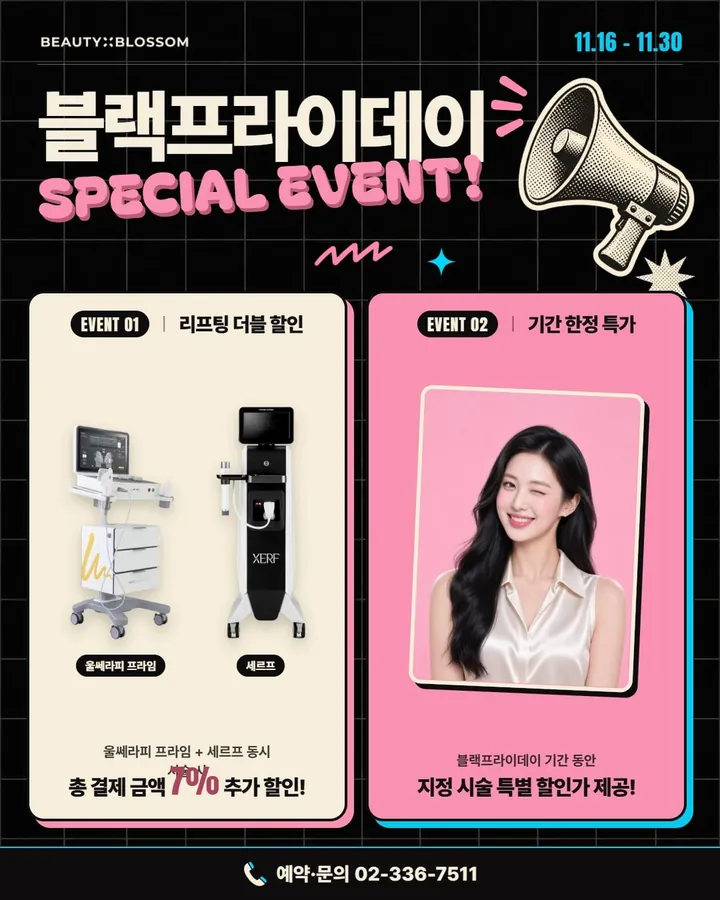 BEAUTY⁙BLOSSOM
11.16 - 11.30
블랙프라이데이
SPECIAL EVENT!
EVENT 01 | 리프팅 더블 할인
XERF
울쎄라피 프라임
세르프
울쎄라피 프라임 + 세르프 동시
시술 시
총 결제 금액 7% 추가 할인!
EVENT 02 | 기간 한정 특가
블랙프라이데이 기간 동안
지정 시술 특별 할인가 제공!
예약·문의 02-336-7511